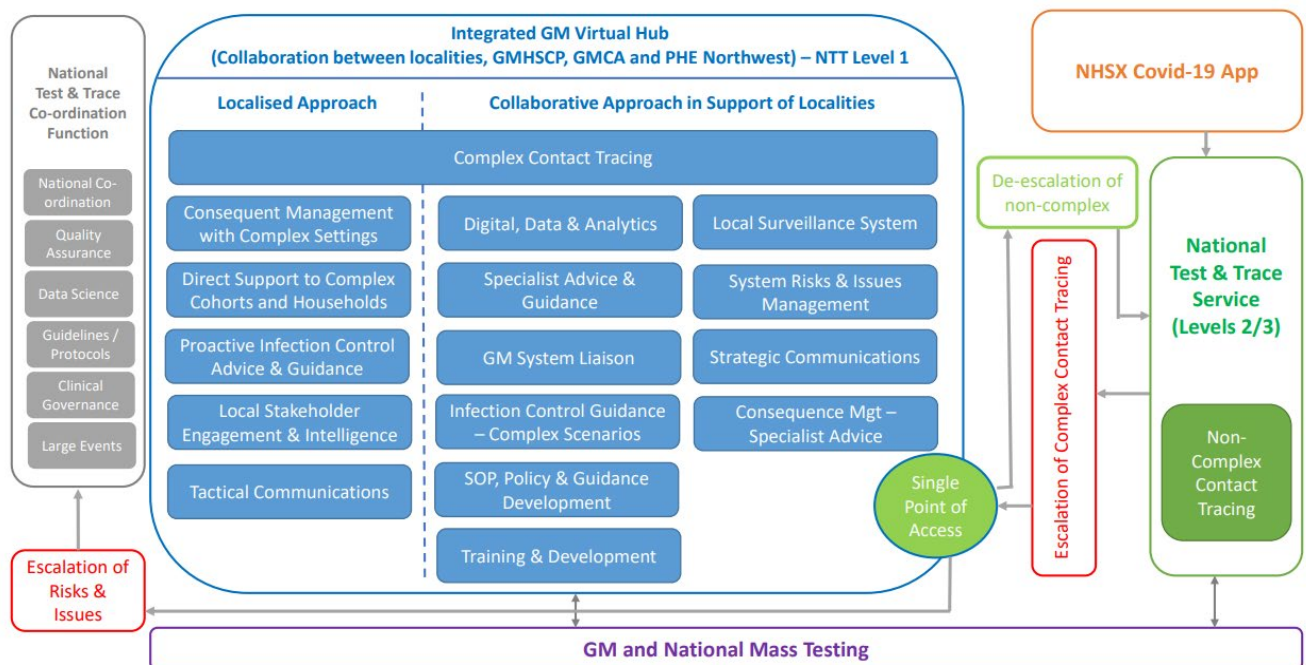 National
Test & Trace
Co-ordination
Function
National Co-
ordination
Quality
Assurance
Data Science
Guidelines /
Protocols
Clinical
Governance
Large Events
Escalation of
Risks &
Issues
Integrated GM Virtual Hub
(Collaboration between localities, GMHSCP, GMCA and PHE Northwest) – NTT Level 1
Localised Approach
Collaborative Approach in Support of Localities
Complex Contact Tracing
Consequent Management
with Complex Settings
Direct Support to Complex
Cohorts and Households
Proactive Infection Control
Advice & Guidance
Local Stakeholder
Engagement & Intelligence
Tactical Communications
Digital, Data & Analytics
Specialist Advice &
Guidance
GM System Liaison
Infection Control Guidance
– Complex Scenarios
SOP, Policy & Guidance
Development
Training & Development
Local Surveillance System
System Risks & Issues
Management
Strategic Communications
Consequence Mgt –
Specialist Advice
Single
Point of
Access
De-escalation of
non-complex
Escalation of Complex Contact Tracing
NHSX Covid-19 App
National
Test & Trace
Service
(Levels 2/3)
Non-
Complex
Contact
Tracing
GM and National Mass Testing